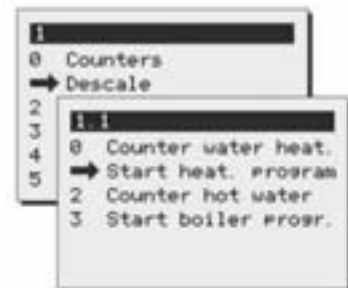 1
0 Counters
➡ Descale
2
3
4
5
1.1
0 Counter water heat.
➡ Start heat. program
2 Counter hot water
3 Start boiler progr.